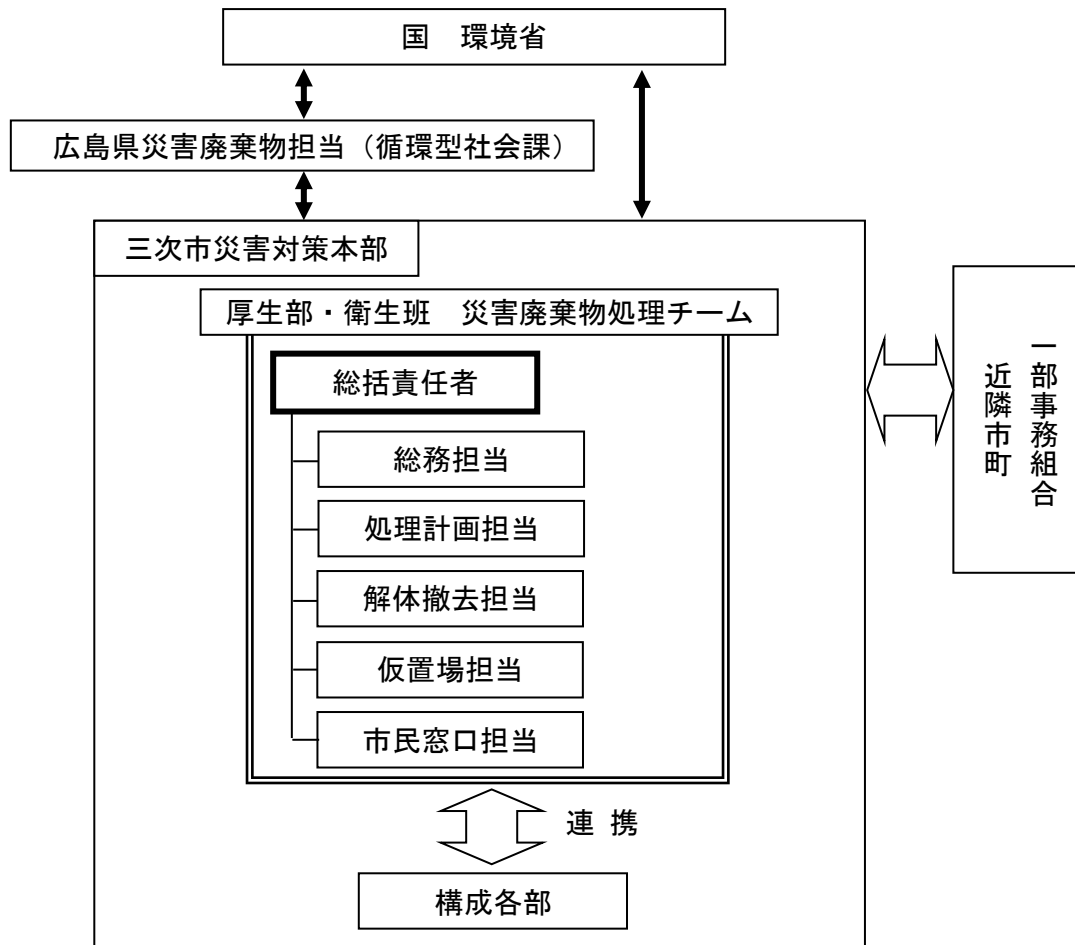 国　環境省
広島県災害廃棄物担当（循環型社会課）
三次市災害対策本部
厚生部・衛生班　災害廃棄物処理チーム
総括責任者
総務担当
処理計画担当
解体撤去担当
仮置場担当
市民窓口担当
連 携
構成各部
一部事務組合
近隣市町